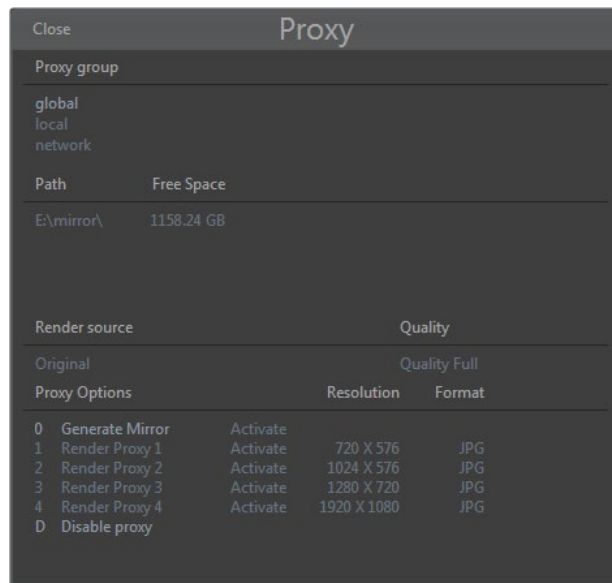 Close Proxy
Proxy group
global
local
network
Path Free Space
E:\mirror\ 1158.24 GB
Render source Quality
Original Quality Full
Proxy Options Resolution Format
0 Generate Mirror Activate
1 Render Proxy 1 Activate 720 X 576 JPG
2 Render Proxy 2 Activate 1024 X 576 JPG
3 Render Proxy 3 Activate 1280 X 720 JPG
4 Render Proxy 4 Activate 1920 X 1080 JPG
D Disable proxy